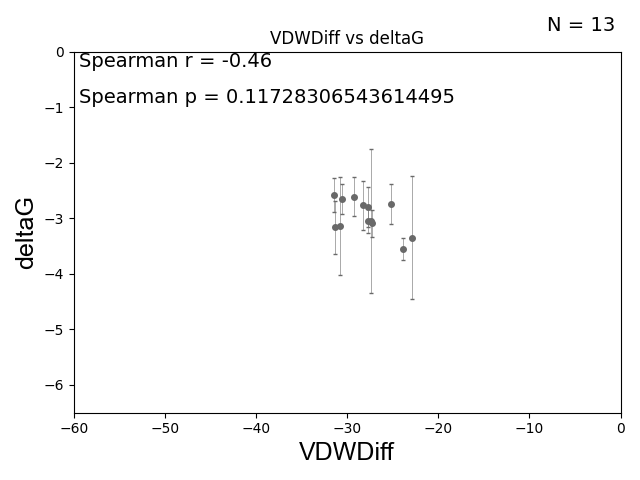 N = 13
VDWDiff vs deltaG
Spearman r = -0.46
Spearman p = 0.11728306543614495
0
−1
−2
−3
−4
−5
−6
deltaG
−60
−50
−40
−30
−20
−10
0
VDWDiff